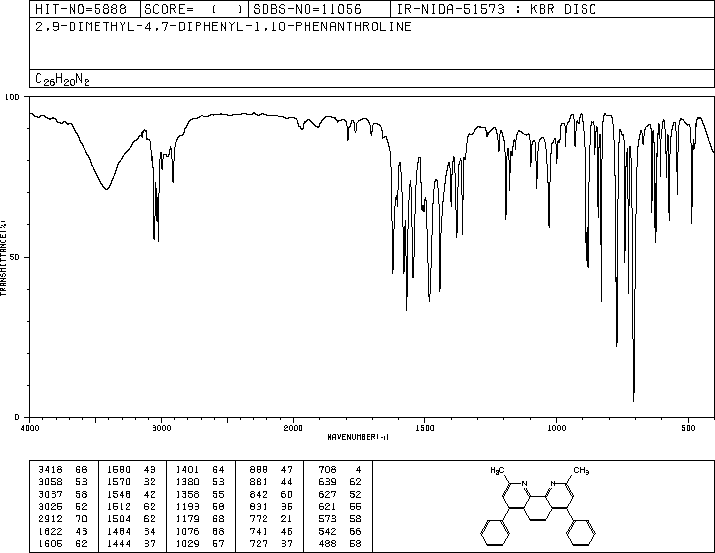 HIT-NO=5888 SCORE= ( ) SDBS-NO=11056 IR-NIDA-51573 : KBR DISC
2,9-DIMETHYL-4,7-DIPHENYL-1,10-PHENANTHROLINE
C26H20N2
100
50
0
TRANSMITTANCE(%)
4000 3000 2000 1500 1000 500
WAVENUMBER(-1)
3418 68 1580 43 1401 64 888 47 708 4
3058 53 1570 32 1380 53 881 44 639 62
3037 58 1548 42 1358 55 842 60 627 52
3025 52 1512 62 1193 58 831 35 621 55
2912 70 1504 62 1179 68 772 21 573 58
1622 43 1484 34 1076 68 741 46 542 66
1605 62 1444 37 1029 57 727 37 488 58
H3C CH3
N N